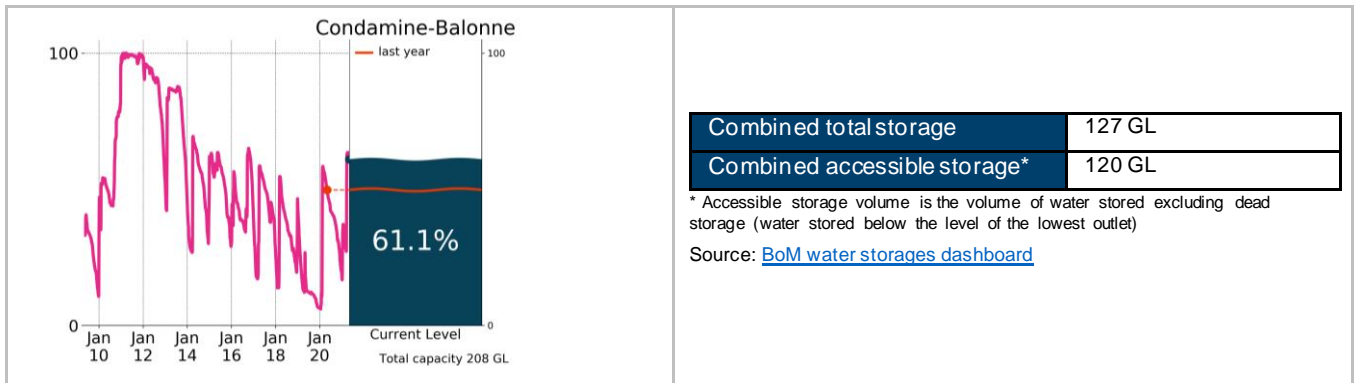 Condamine-Balonne
last year
100
100
61.1%
0
0
Jan Jan Jan Jan Jan Jan
10 12 14 16 18 20
Current Level
Total capacity 208 GL
Combined total storage 127 GL
Combined accessible storage* 120 GL
* Accessible storage volume is the volume of water stored excluding dead
storage (water stored below the level of the lowest outlet)
Source: BoM water storages dashboard